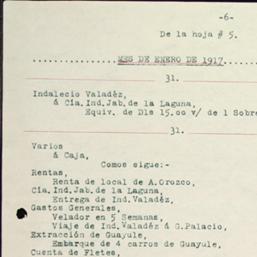 -6-
De la hoja # 5.
MES DE ENERO DE 1917
31.
Indalecio Valadéz,
á Cia.Ind.Jab.de la Laguna,
Equiv. de Dls 15.oo v/ de l Sobre
31.
Varios
á Caja,
Comos sigue:-
Rentas,
Renta de local de A.Orozco,
Cia.Ind.Jab.de la Laguna,
Entrega de Ind.Valadéz,
Gastos Generales,
Velador en 5 Semanas,
Viaje de Ind.Valadéz á G.Palacio,
Extracción de Guayule,
Embarque de 4 carros de Guayule,
Cuenta de Fletes,